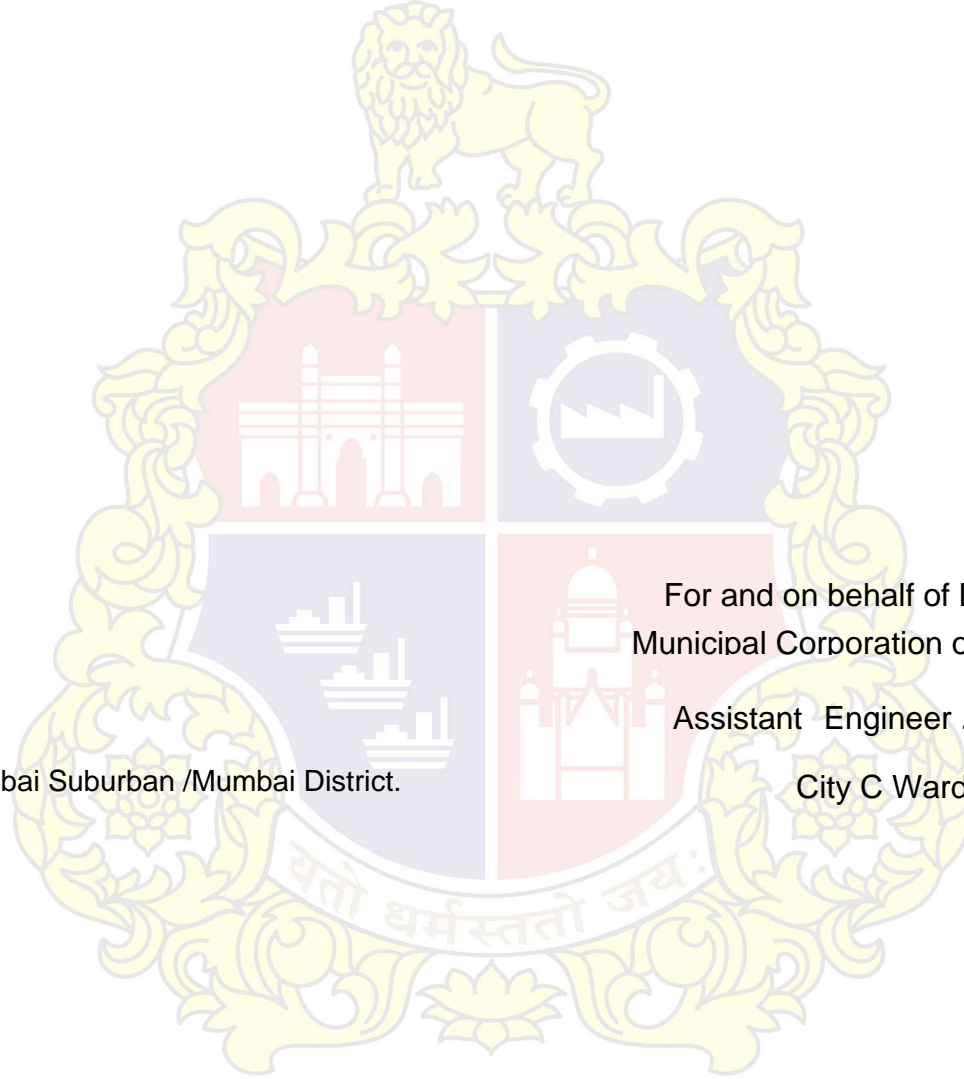 For and on behalf of
Municipal Corporation
Assistant Engineer
bai Suburban /Mumbai District.
City C Ward
यतो धर्मस्ततो जय: